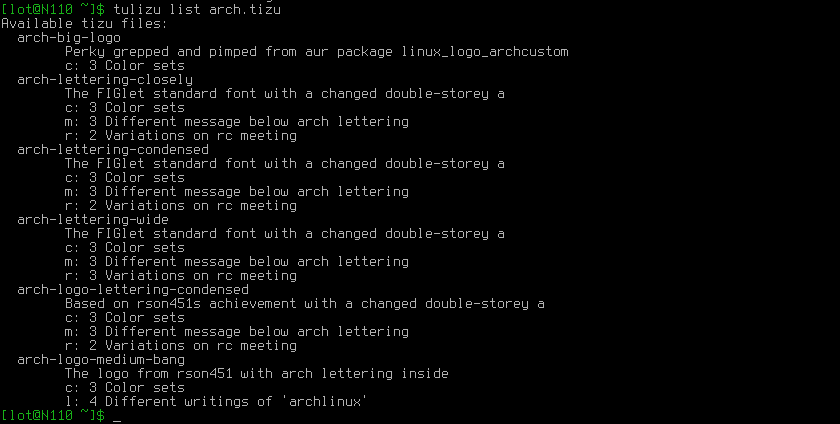 [lot@N110 ~]$ tulizu list arch.tizu
Available tizu files:
  arch-big-logo
        Perky grepped and pimped from aur package linux_logo_archcustom
        c: 3 Color sets
  arch-lettering-closely
        The FIGlet standard font with a changed double-storey a
        c: 3 Color sets
        m: 3 Different message below arch lettering
        r: 2 Variations on rc meeting
  arch-lettering-condensed
        The FIGlet standard font with a changed double-storey a
        c: 3 Color sets
        m: 3 Different message below arch lettering
        r: 2 Variations on rc meeting
  arch-lettering-wide
        The FIGlet standard font with a changed double-storey a
        c: 3 Color sets
        m: 3 Different message below arch lettering
        r: 3 Variations on rc meeting
  arch-logo-lettering-condensed
        Based on rson451s achievement with a changed double-storey a
        c: 3 Color sets
        m: 3 Different message below arch lettering
        r: 2 Variations on rc meeting
  arch-logo-medium-bang
        The logo from rson451 with arch lettering inside
        c: 3 Color sets
        l: 4 Different writings of 'archlinux'
[lot@N110 ~]$ _